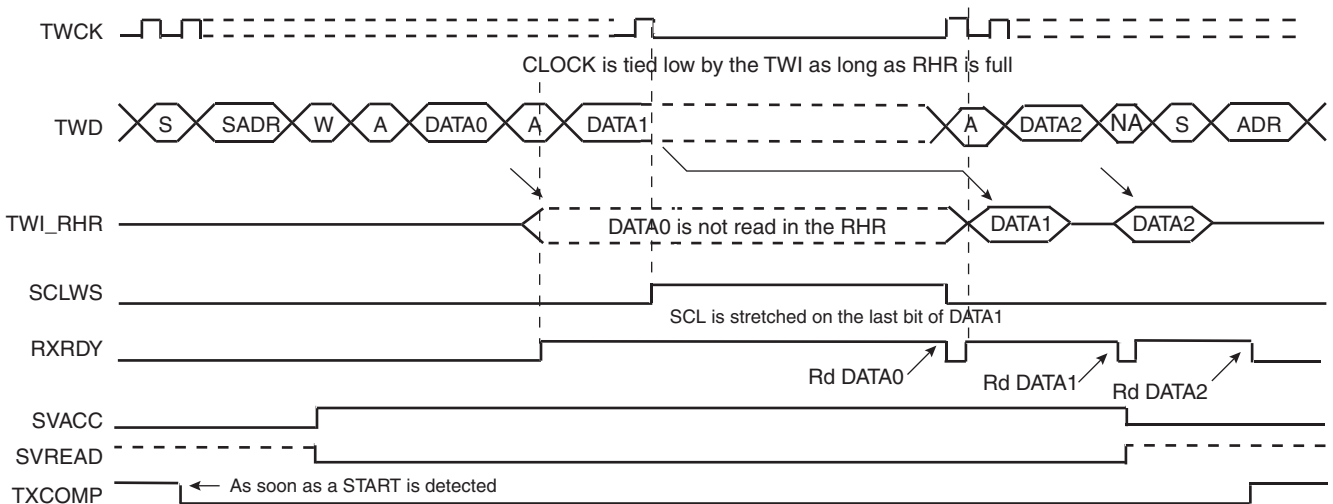 TWCK
CLOCK is tied low by the TWI as long as RHR is full
TWD
S SADR W A DATA0 A DATA1 A DATA2 NA S ADR
TWI_RHR
DATA0 is not read in the RHR DATA1 DATA2
SCLWS
SCL is stretched on the last bit of DATA1
RXRDY
Rd DATA0 Rd DATA1 Rd DATA2
SVACC
SVREAD
TXCOMP
As soon as a START is detected